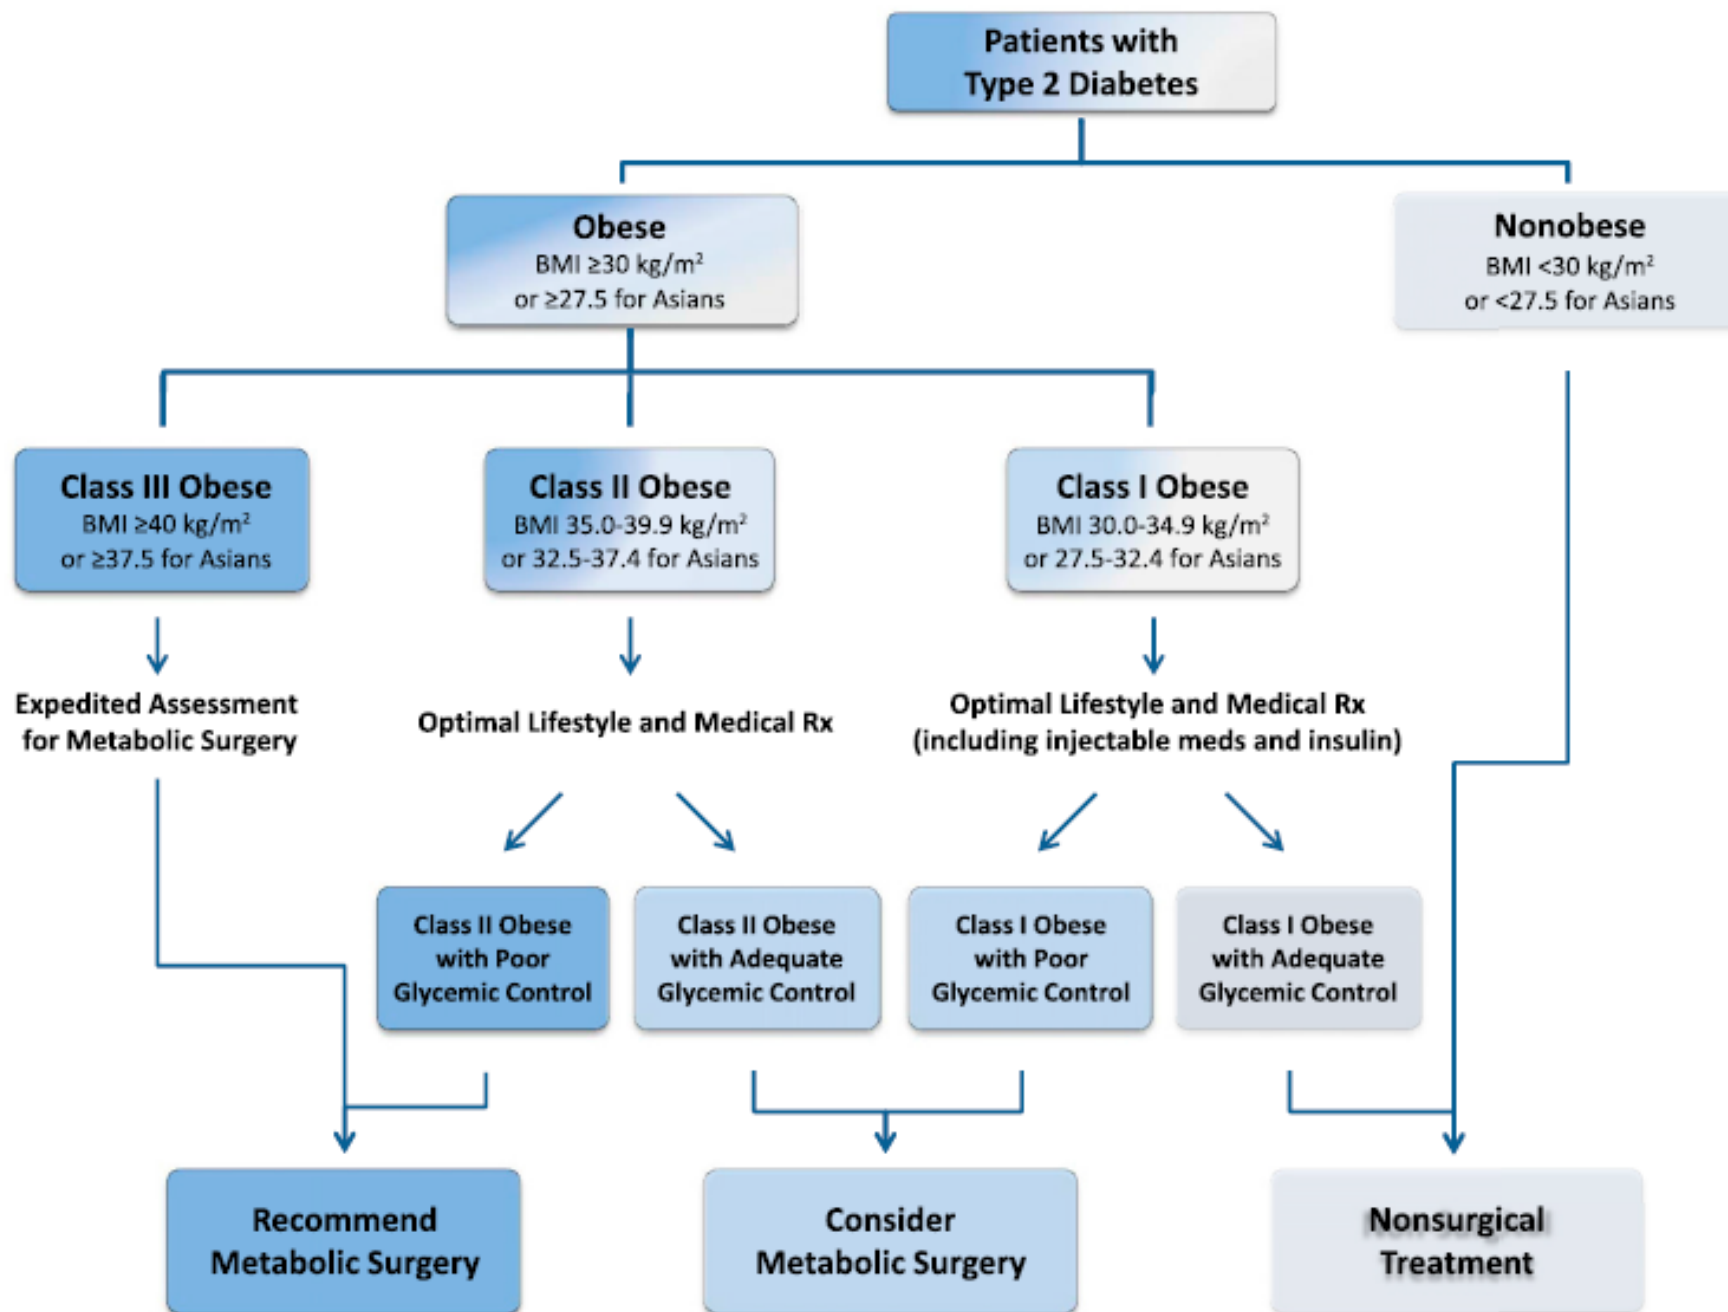 Patients with
Type 2 Diabetes
Obese
BMI ≥30 kg/m²
or ≥27.5 for Asians
Nonobese
BMI <30 kg/m²
or <27.5 for Asians
Class III Obese
BMI ≥40 kg/m²
or ≥37.5 for Asians
Class II Obese
BMI 35.0-39.9 kg/m²
or 32.5-37.4 for Asians
Class I Obese
BMI 30.0-34.9 kg/m²
or 27.5-32.4 for Asians
Expedited Assessment
for Metabolic Surgery
Optimal Lifestyle and Medical Rx
Optimal Lifestyle and Medical Rx
(including injectable meds and insulin)
Class II Obese
with Poor
Glycemic Control
Class II Obese
with Adequate
Glycemic Control
Class I Obese
with Poor
Glycemic Control
Class I Obese
with Adequate
Glycemic Control
Recommend
Metabolic Surgery
Consider
Metabolic Surgery
Nonsurgical
Treatment